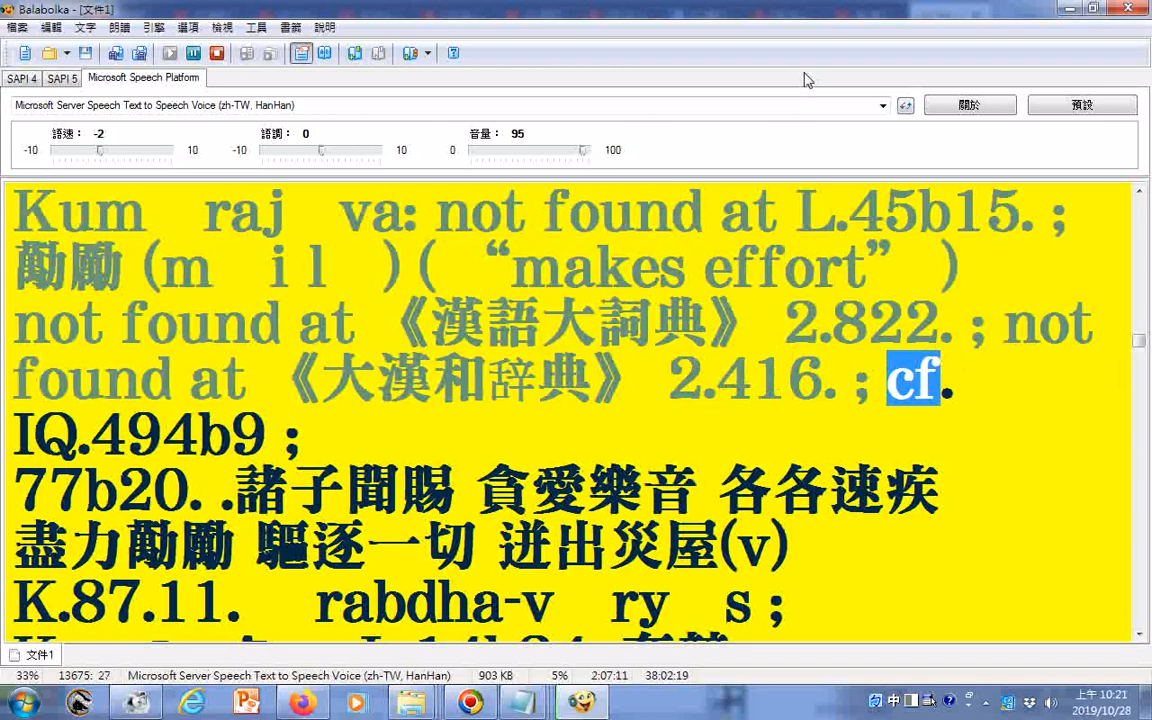 Balabolka - [文件1]
檔案 編輯 文字 朗讀 引擎 選項 檢視 工具 書籤 說明
SAPI 4 SAPI 5 Microsoft Speech Platform
Microsoft Server Speech Text to Speech Voice (zh-TW, HanHan) 關於 預設
語速： -2 語調： 0 音量： 95
-10 10 -10 10 0 100
Kum raj va: not found at L.45b15. ;
勸勵 (m i l )( “makes effort” )
not found at 《漢語大詞典》 2.822. ; not
found at 《大漢和辞典》 2.416. ; cf.
IQ.494b9 ;
77b20. .諸子聞賜 貪愛樂音 各各速疾
盡力勸勵 驅逐一切 迸出災屋(v)
K.87.11. rabdha-v ry s ;
文件1
33% 13675: 27 Microsoft Server Speech Text to Speech Voice (zh-TW, HanHan) 903 KB 5% 2:07:11 38:02:19
中 上午 10:21
2019/10/28